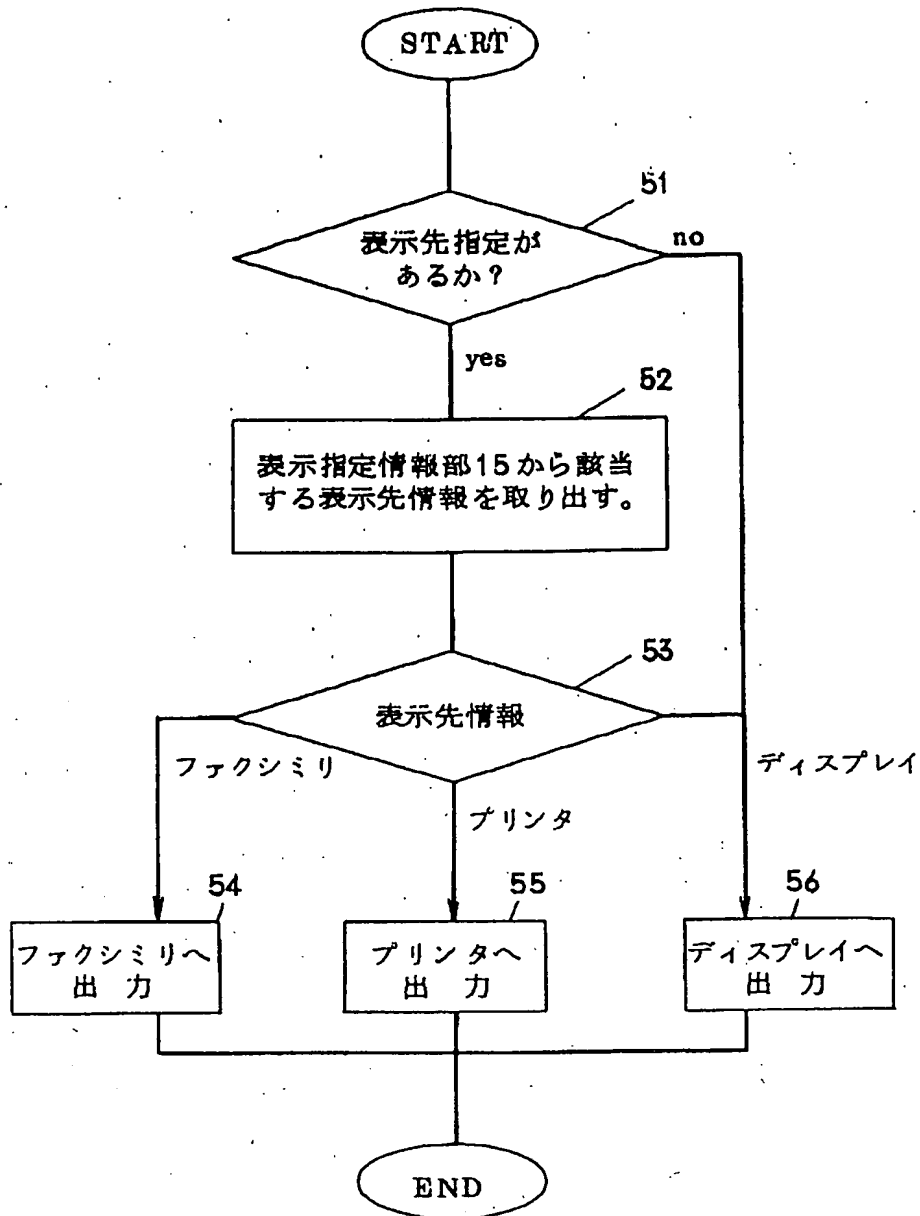 START
51
表示先指定が
あるか？
no
yes
52
表示指定情報部15から該当
する表示先情報を取り出す。
53
表示先情報
ファクシミリ
プリンタ
ディスプレイ
54
ファクシミリへ
出力
55
プリンタへ
出力
56
ディスプレイへ
出力
END